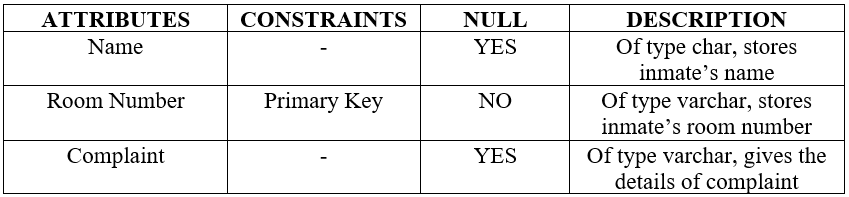 ATTRIBUTES CONSTRAINTS NULL DESCRIPTION
Name - YES Of type char, stores
inmate’s name
Room Number Primary Key NO Of type varchar, stores
inmate’s room number
Complaint - YES Of type varchar, gives the
details of complaint